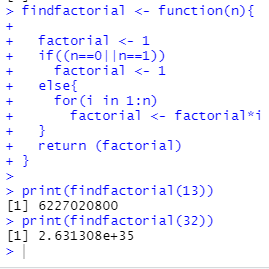 > findfactorial <- function(n){
+
+   factorial <- 1
+   if((n==0||n==1))
+     factorial <- 1
+   else{
+     for(i in 1:n)
+       factorial <- factorial*i
+   }
+   return (factorial)
+ }
>
> print(findfactorial(13))
[1] 6227020800
> print(findfactorial(32))
[1] 2.631308e+35
>